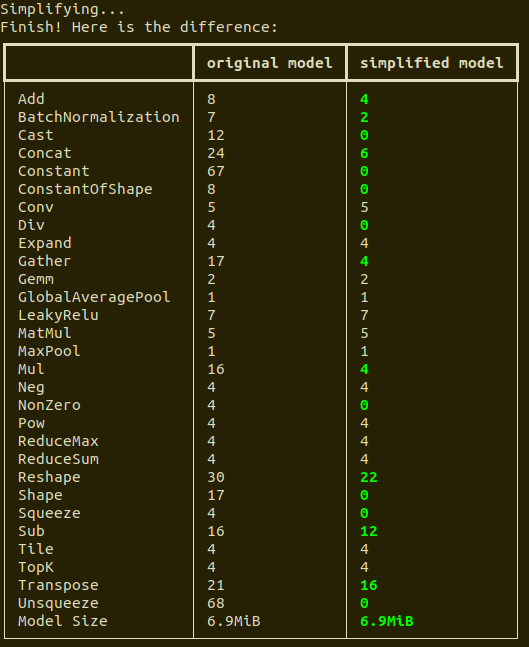 Simplifying...
Finish! Here is the difference:
original model simplified model
Add 8 4
BatchNormalization 7 2
Cast 12 0
Concat 24 6
Constant 67 0
ConstantOfShape 8 0
Conv 5 5
Div 4 0
Expand 4 4
Gather 17 4
Gemm 2 2
GlobalAveragePool 1 1
LeakyRelu 7 7
MatMul 5 5
MaxPool 1 1
Mul 16 4
Neg 4 4
NonZero 4 0
Pow 4 4
ReduceMax 4 4
ReduceSum 4 4
Reshape 30 22
Shape 17 0
Squeeze 4 0
Sub 16 12
Tile 4 4
TopK 4 4
Transpose 21 16
Unsqueeze 68 0
Model Size 6.9MiB 6.9MiB